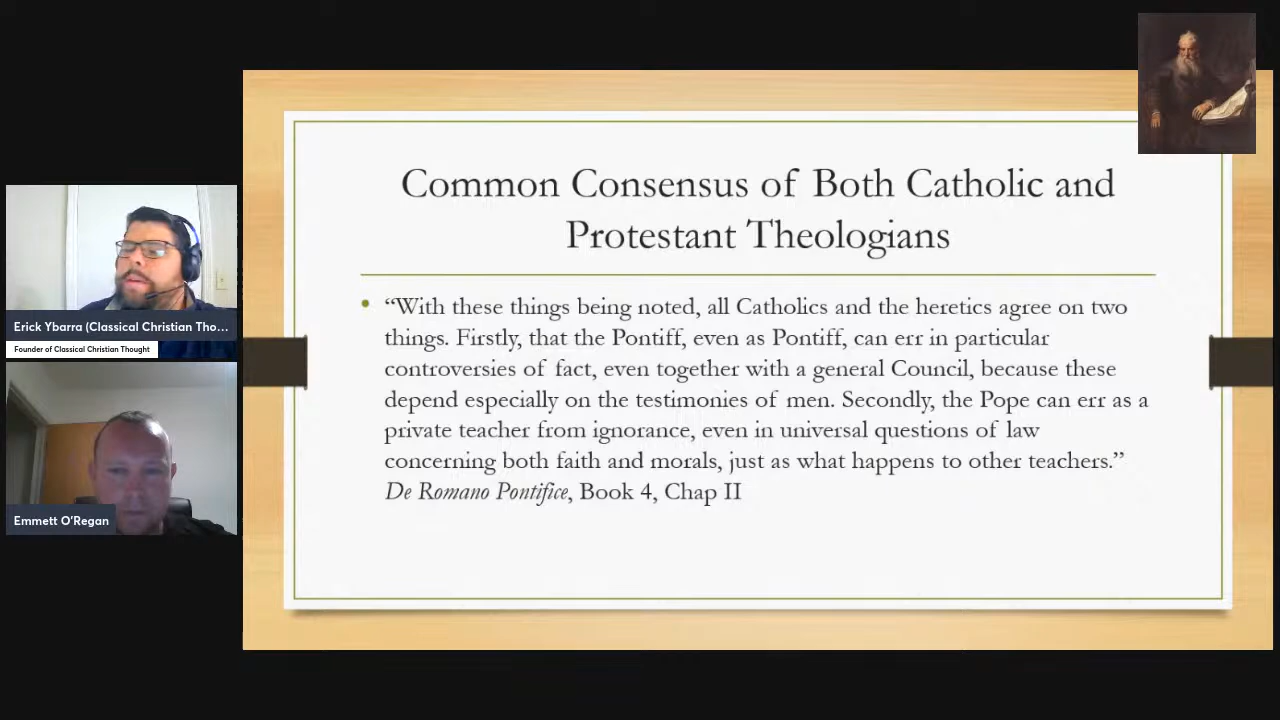 Common Consensus of Both Catholic and
Protestant Theologians
• “With these things being noted, all Catholics and the heretics agree on two
things. Firstly, that the Pontiff, even as Pontiff, can err in particular
controversies of fact, even together with a general Council, because these
depend especially on the testimonies of men. Secondly, the Pope can err as a
private teacher from ignorance, even in universal questions of law
concerning both faith and morals, just as what happens to other teachers.”
De Romano Pontifice, Book 4, Chap II
Erick Ybarra (Classical Christian Tho...
Founder of Classical Christian Thought
Emmett O'Regan